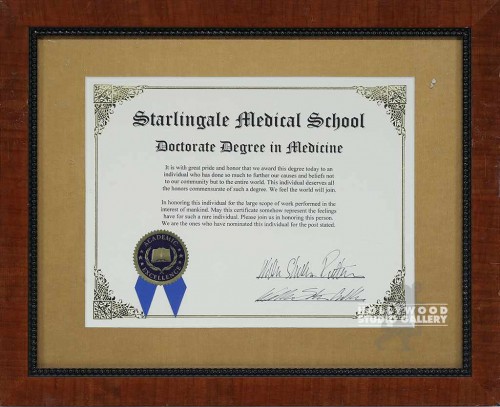 Starlingale Medical School
Doctorate Degree in Medicine
It is with great pride and honor that we award this degree today to an
individual who has done so much to further our causes and beliefs not
to our community but to the entire world. This individual deserves all
the honors communsurate of such a degree. We feel the world will join.
In honoring this individual for the large scope of work performed in the
interest of mankind. May this certificate somehow represent the feelings
have for such a rare individual. Please join us in honoring this person.
We are the ones who have nominated this individual for the post stated.
ACADEMIC
EXCELLENCE
HOLLYWOOD
STUDIO GALLERY